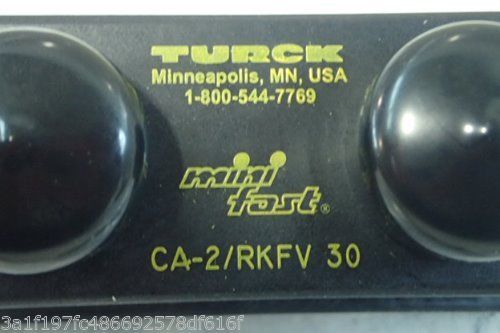 TURCK
Minneapolis, MN, USA
1-800-544-7769
mini
fast®
CA-2/RKFV 30
3a1f197fc486692578df616f